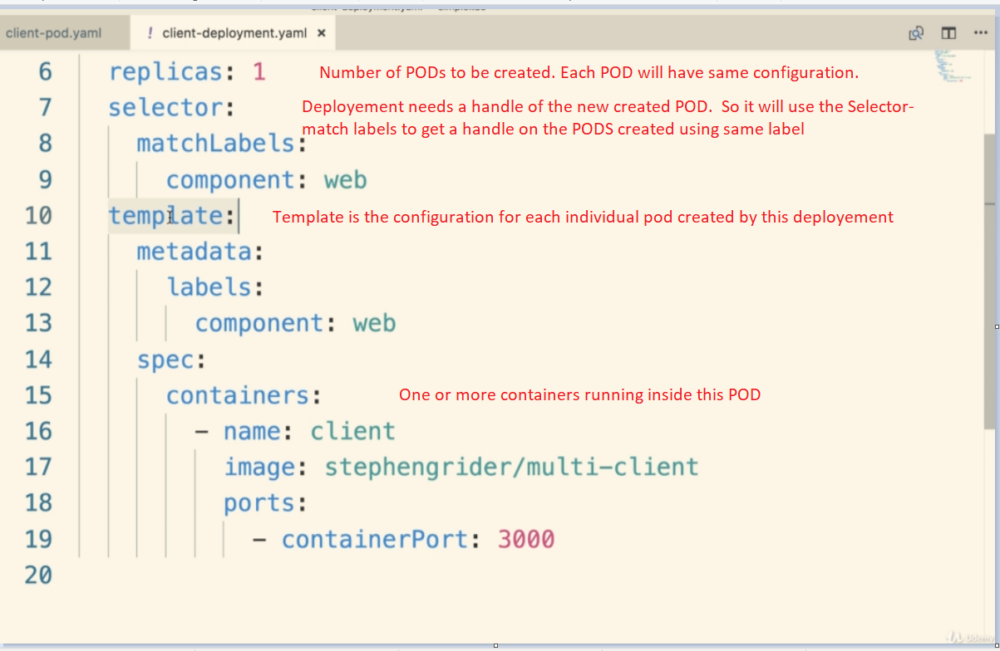 client-pod.yaml
! client-deployment.yaml ×
6 replicas: 1 Number of PODs to be created. Each POD will have same configuration.
7 selector: Deployement needs a handle of the new created POD. So it will use the Selector-
match labels to get a handle on the PODS created using same label
8 matchLabels:
9 component: web
10 template: Template is the configuration for each individual pod created by this deployement
11 metadata:
12 labels:
13 component: web
14 spec:
15 containers: One or more containers running inside this POD
16 - name: client
17 image: stephengrider/multi-client
18 ports:
19 - containerPort: 3000
20
Udemy